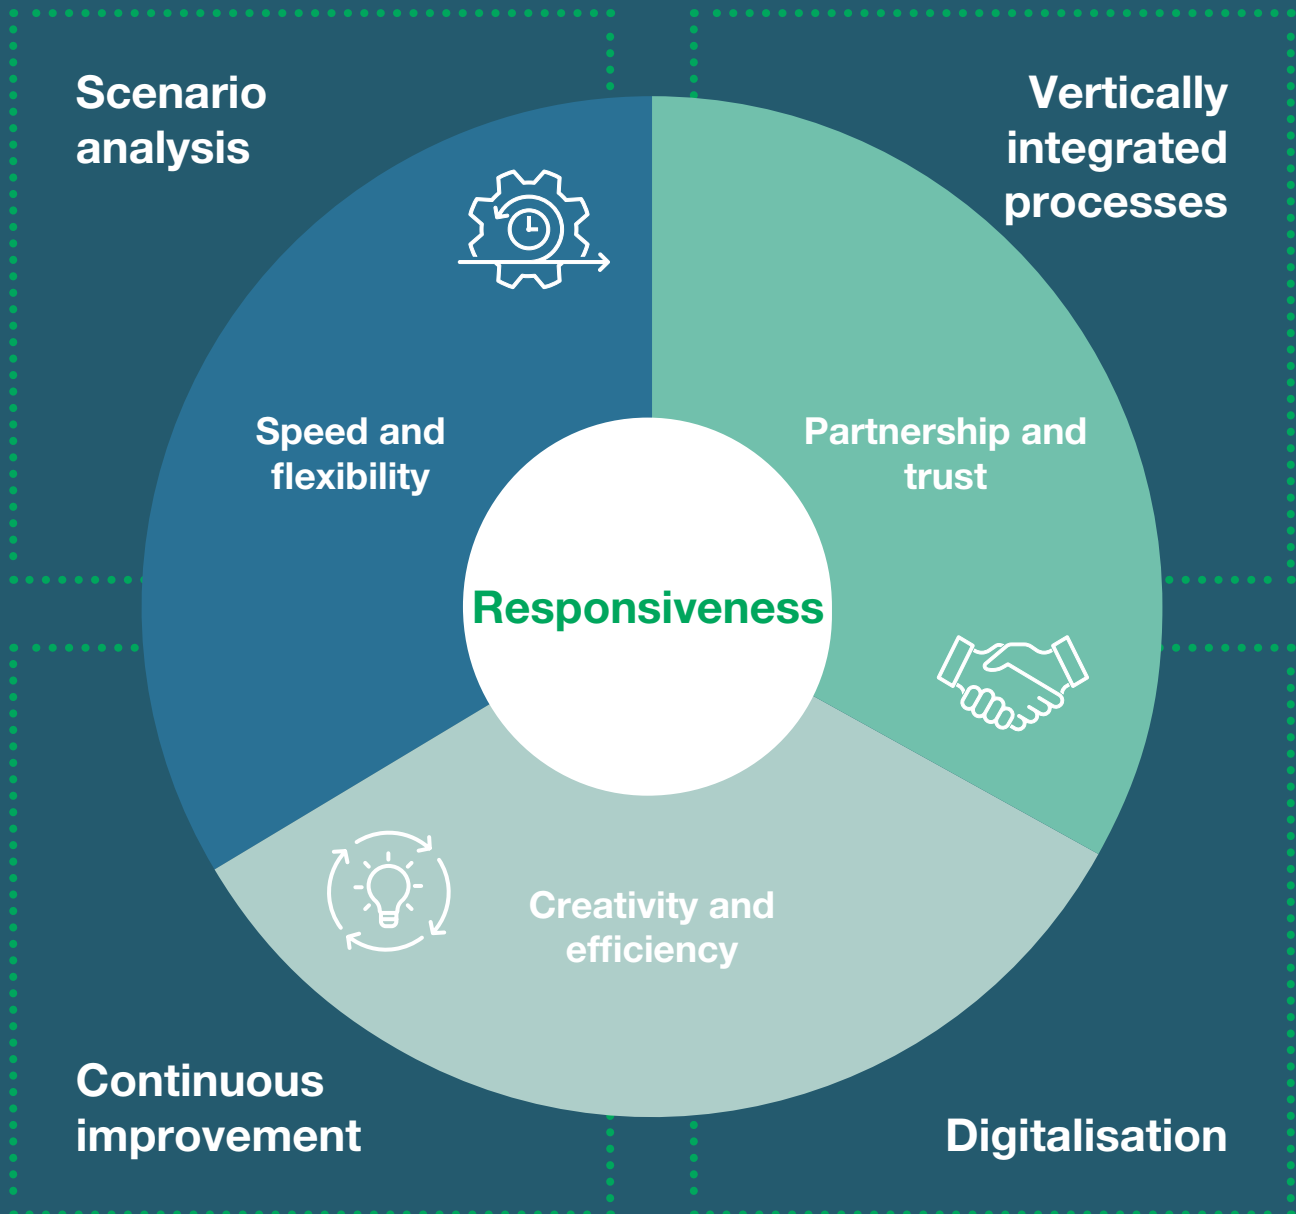 Scenario
analysis
Vertically
integrated
processes
Speed and
flexibility
Partnership and
trust
Responsiveness
Creativity and
efficiency
Continuous
improvement
Digitalisation